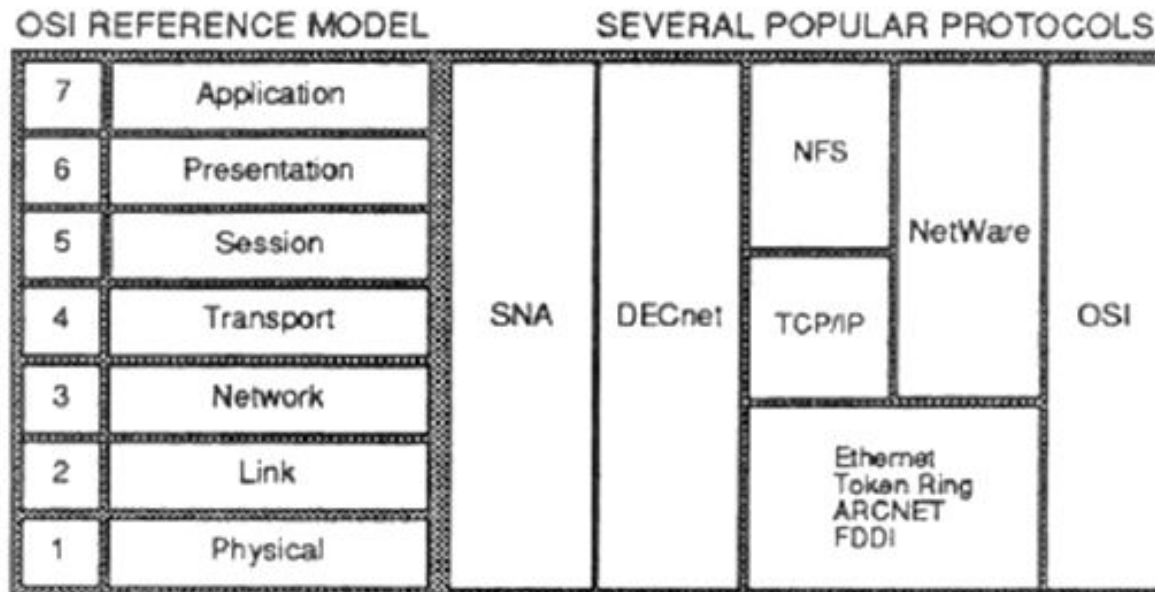 OSI REFERENCE MODEL
SEVERAL POPULAR PROTOCOLS
7 Application
6 Presentation
5 Session
4 Transport
3 Network
2 Link
1 Physical
SNA
DECnet
NFS
TCP/IP
NetWare
Ethernet
Token Ring
ARCNET
FDDI
OSI